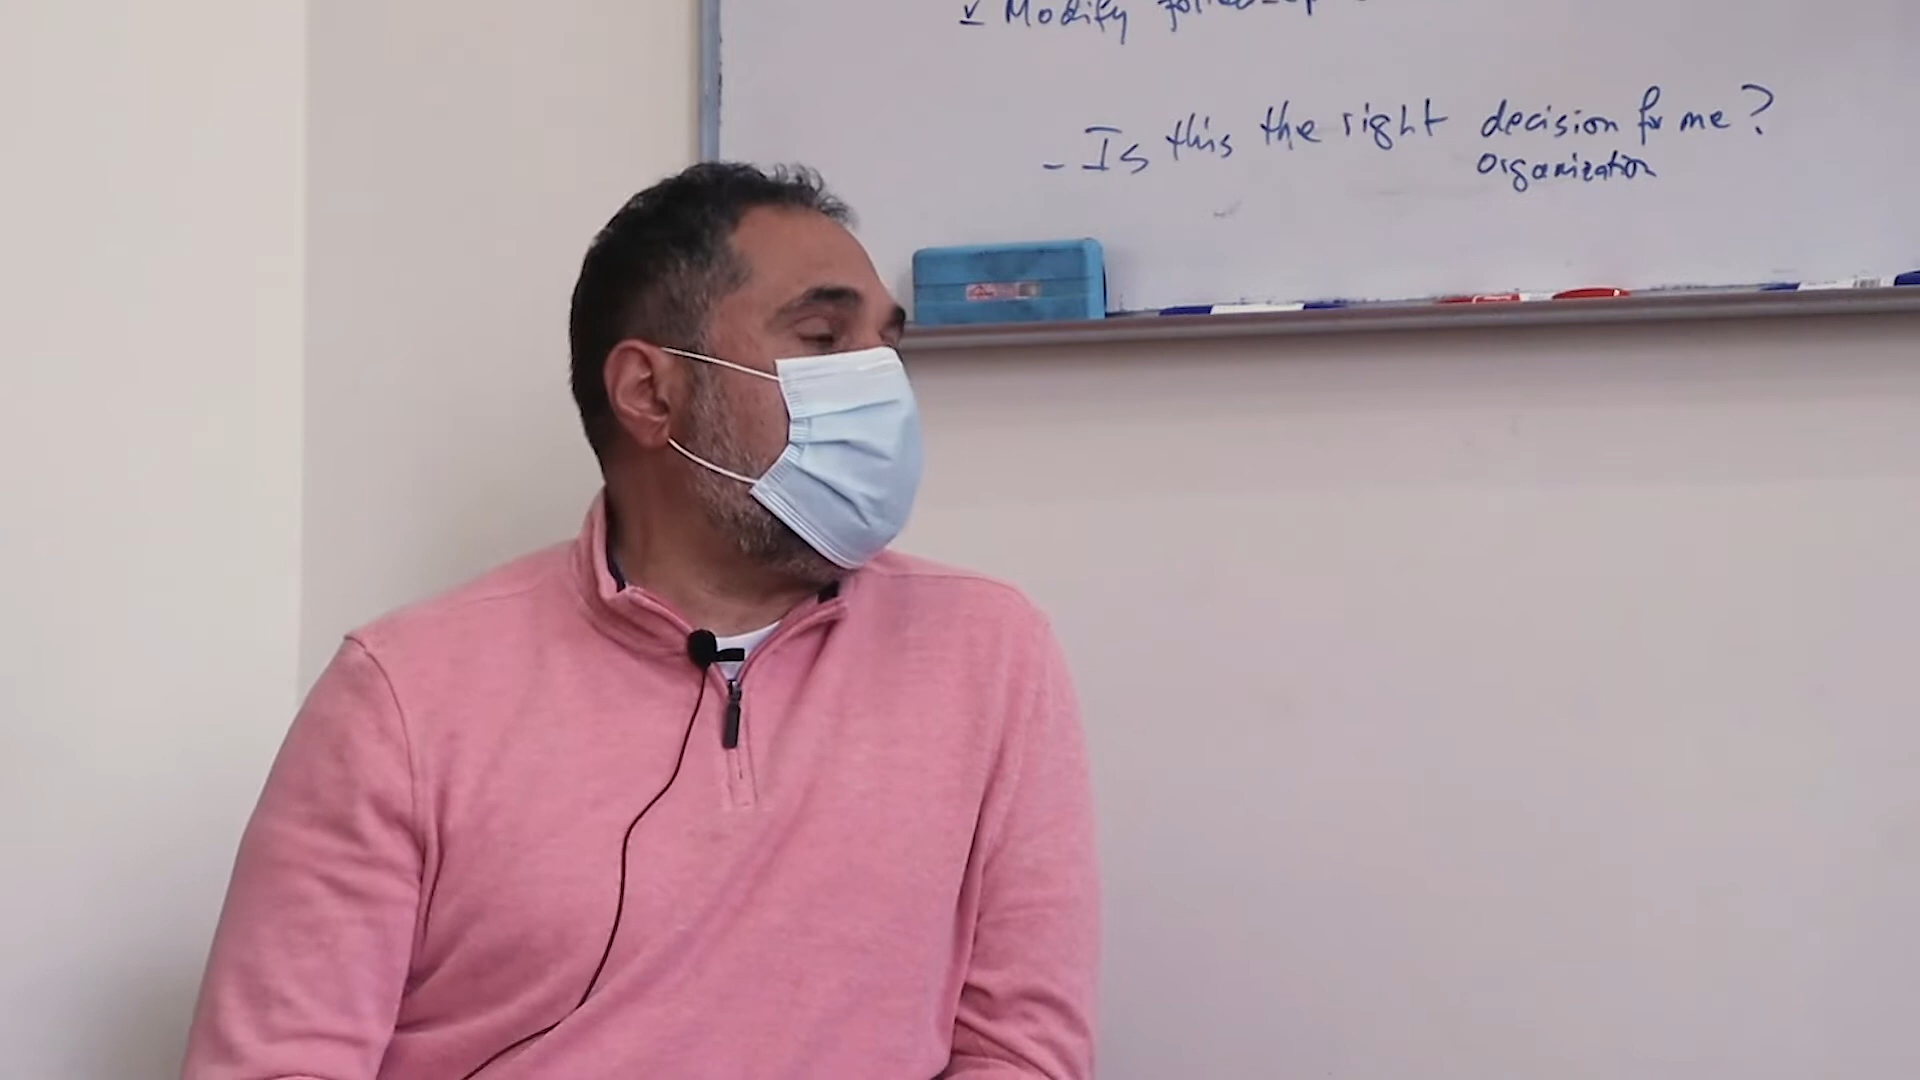 Modify
- Is this the right decision for me?
organization